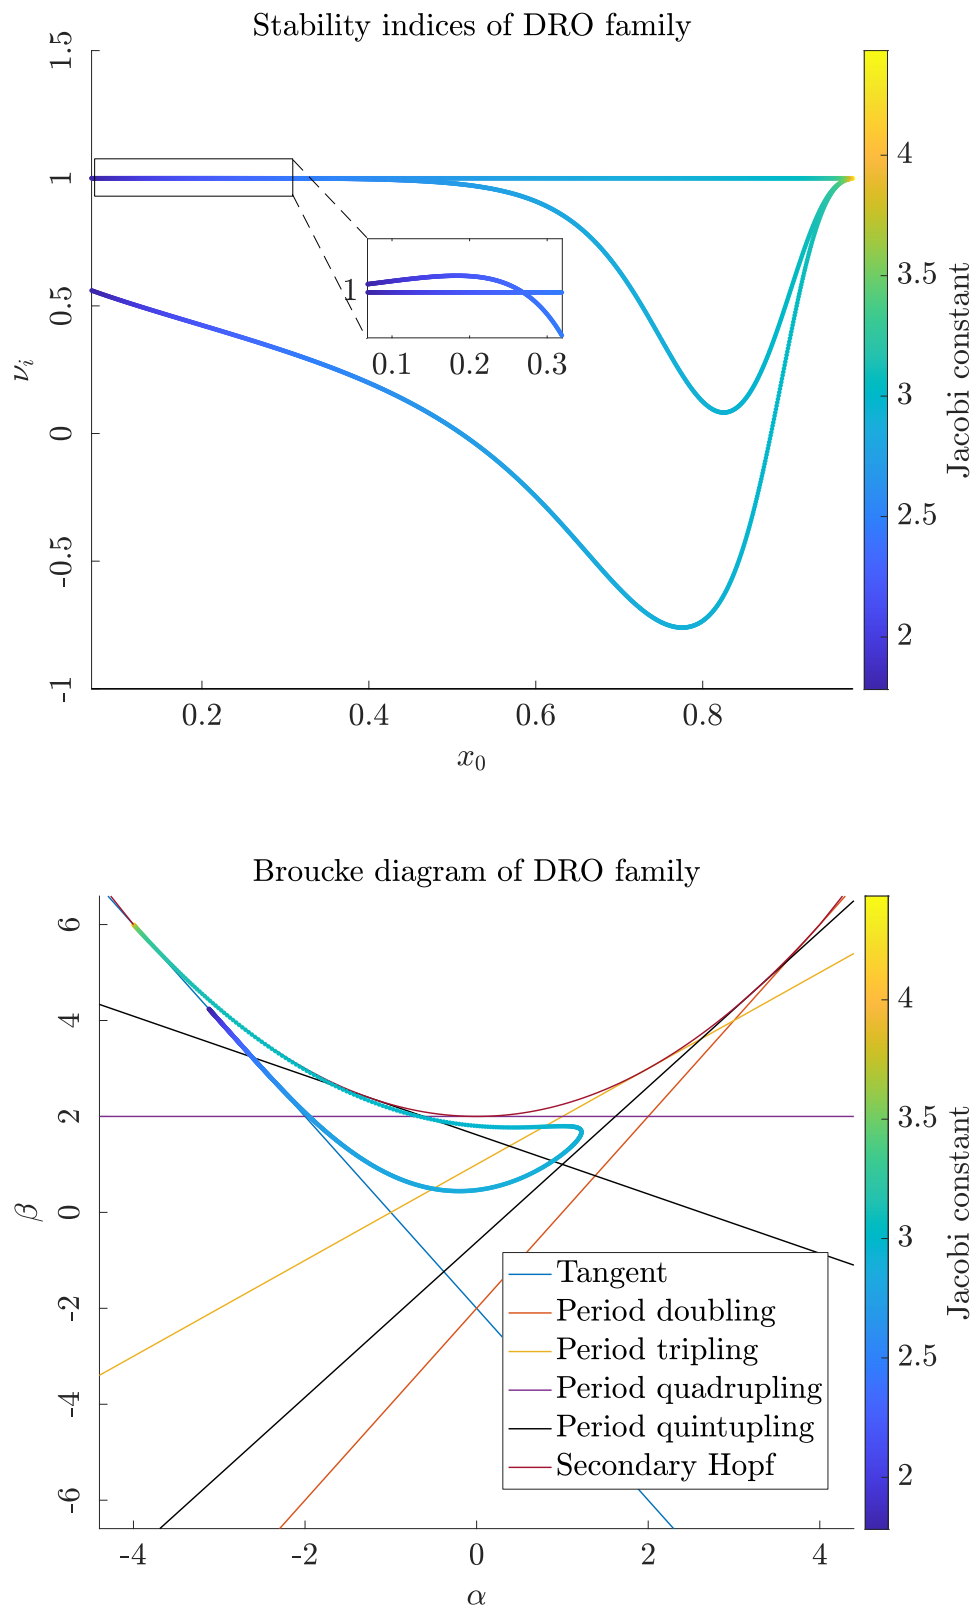 Stability indices of DRO family
1.5
1
0.5
0
-0.5
-1
ν_i
1
0.1 0.2 0.3
0.2 0.4 0.6 0.8
x_0
4
3.5
3
2.5
2
Jacobi constant
Broucke diagram of DRO family
6
4
2
0
-2
-4
-6
β
-4 -2 0 2 4
α
Tangent
Period doubling
Period tripling
Period quadrupling
Period quintupling
Secondary Hopf
4
3.5
3
2.5
2
Jacobi constant